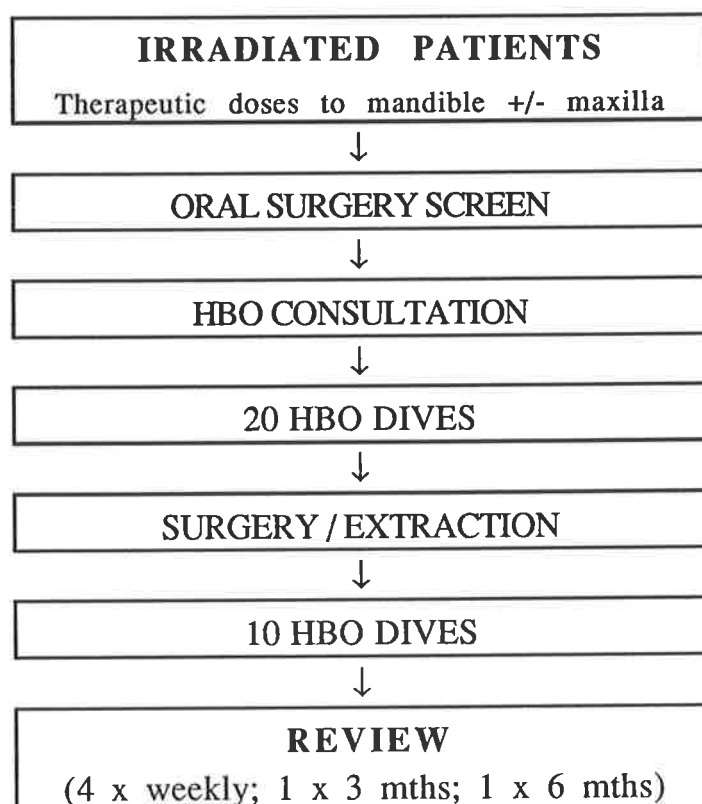 IRRADIATED PATIENTS
Therapeutic doses to mandible +/- maxilla
↓
ORAL SURGERY SCREEN
↓
HBO CONSULTATION
↓
20 HBO DIVES
↓
SURGERY / EXTRACTION
↓
10 HBO DIVES
↓
REVIEW
(4 x weekly; 1 x 3 mths; 1 x 6 mths)